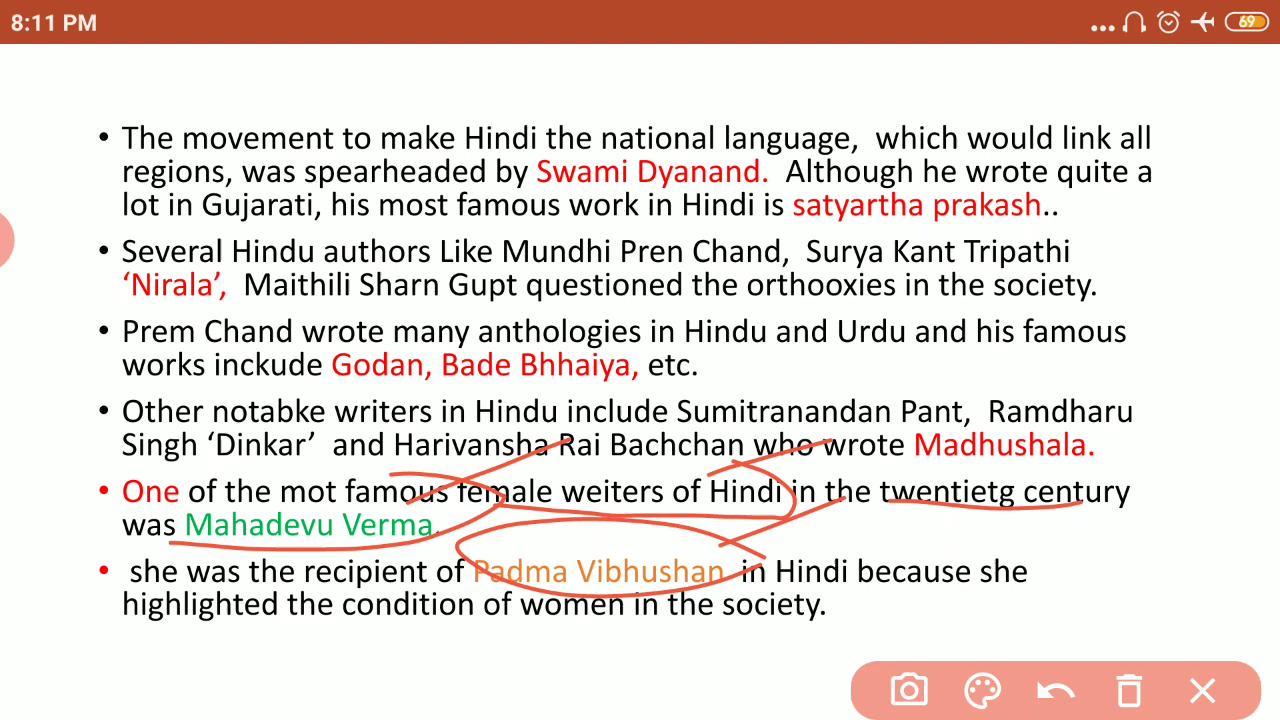 8:11 PM
69
• The movement to make Hindi the national language, which would link all
regions, was spearheaded by Swami Dyanand. Although he wrote quite a
lot in Gujarati, his most famous work in Hindi is satyartha prakash..
• Several Hindu authors Like Mundhi Pren Chand, Surya Kant Tripathi
‘Nirala’, Maithili Sharn Gupt questioned the orthooxies in the society.
• Prem Chand wrote many anthologies in Hindu and Urdu and his famous
works inckude Godan, Bade Bhhaiya, etc.
• Other notabke writers in Hindu include Sumitranandan Pant, Ramdharu
Singh ‘Dinkar’ and Harivansha Rai Bachchan who wrote Madhushala.
• One of the mot famous female weiters of Hindi in the twentietg century
was Mahadevu Verma.
• she was the recipient of Padma Vibhushan in Hindi because she
highlighted the condition of women in the society.